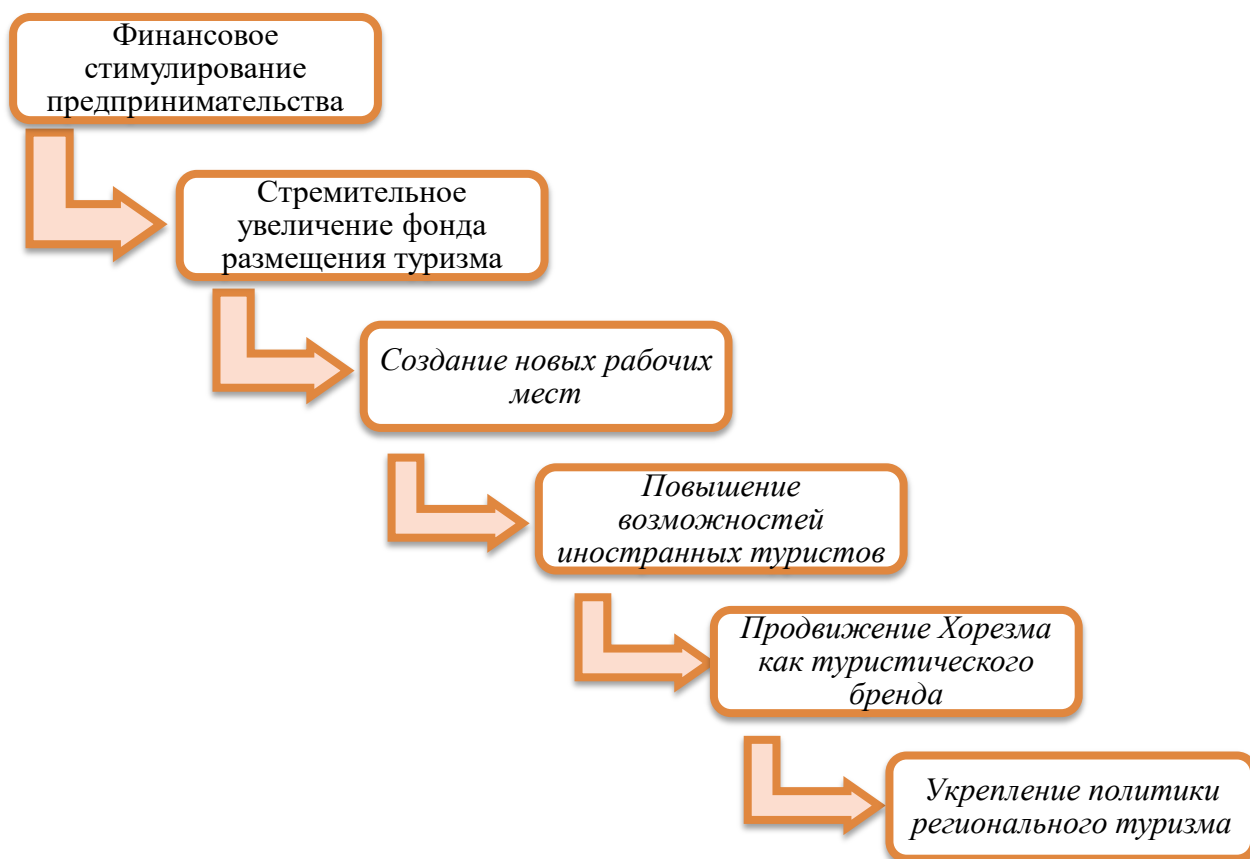 Финансовое
стимулирование
предпринимательства
Стремительное
увеличение фонда
размещения туризма
Создание новых рабочих
мест
Повышение
возможностей
иностранных туристов
Продвижение Хорезма
как туристического
бренда
Укрепление политики
регионального туризма